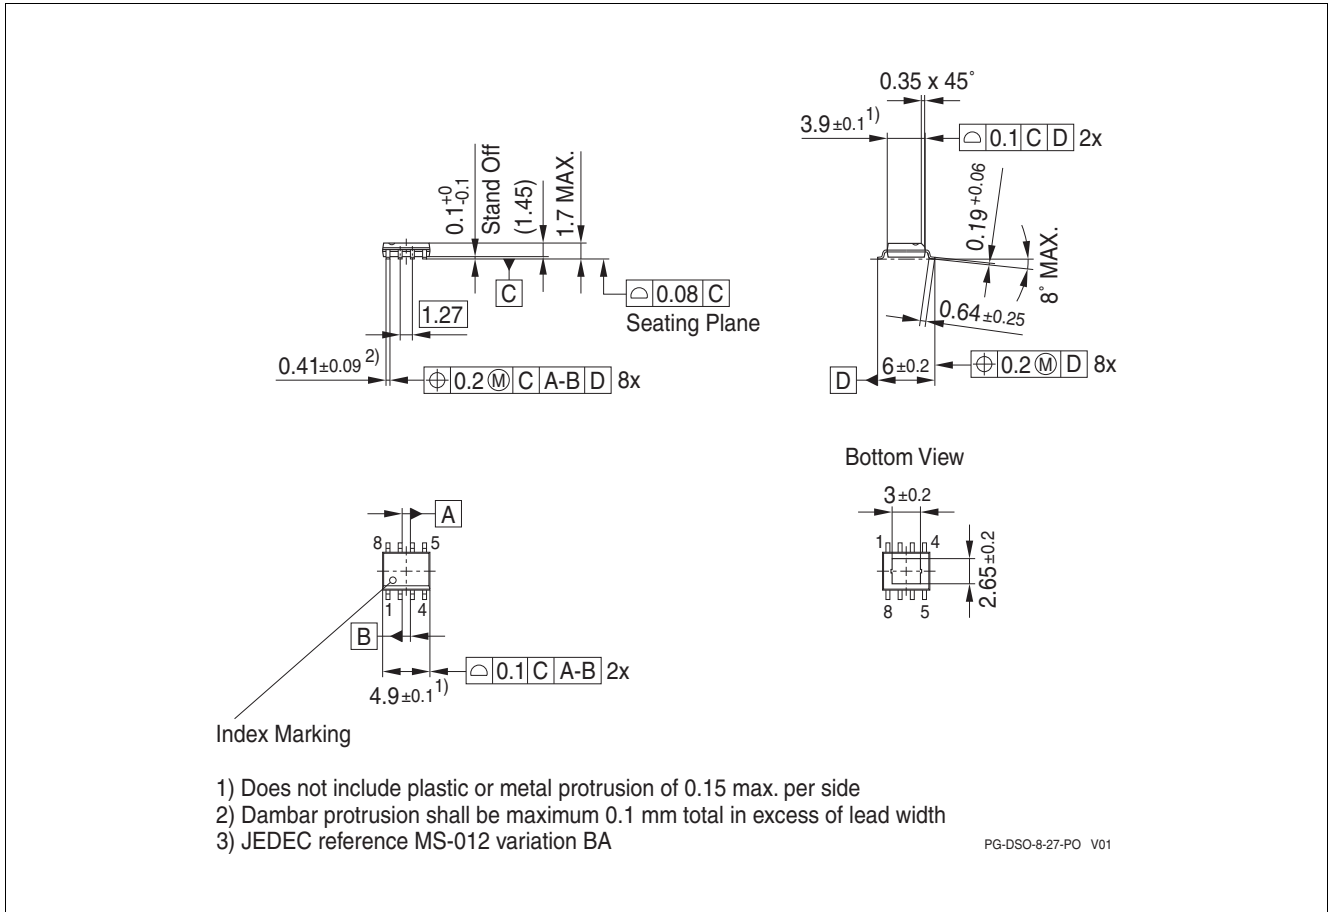 0.35 x 45˚
3.9 ±0.1 1)
0.1 C D 2x
0.1 +0 -0.1
Stand Off
(1.45)
1.7 MAX.
0.19 +0.06
8˚ MAX.
C
0.08 C
Seating Plane
1.27
0.64 ±0.25
0.41 ±0.09 2)
0.2 Ⓜ C A-B D 8x
D
6 ±0.2
0.2 Ⓜ D 8x
Bottom View
3 ±0.2
A
8 5
1 4
2.65 ±0.2
1 4
8 5
B
0.1 C A-B 2x
4.9 ±0.1 1)
Index Marking
1) Does not include plastic or metal protrusion of 0.15 max. per side
2) Dambar protrusion shall be maximum 0.1 mm total in excess of lead width
3) JEDEC reference MS-012 variation BA
PG-DSO-8-27-PO V01